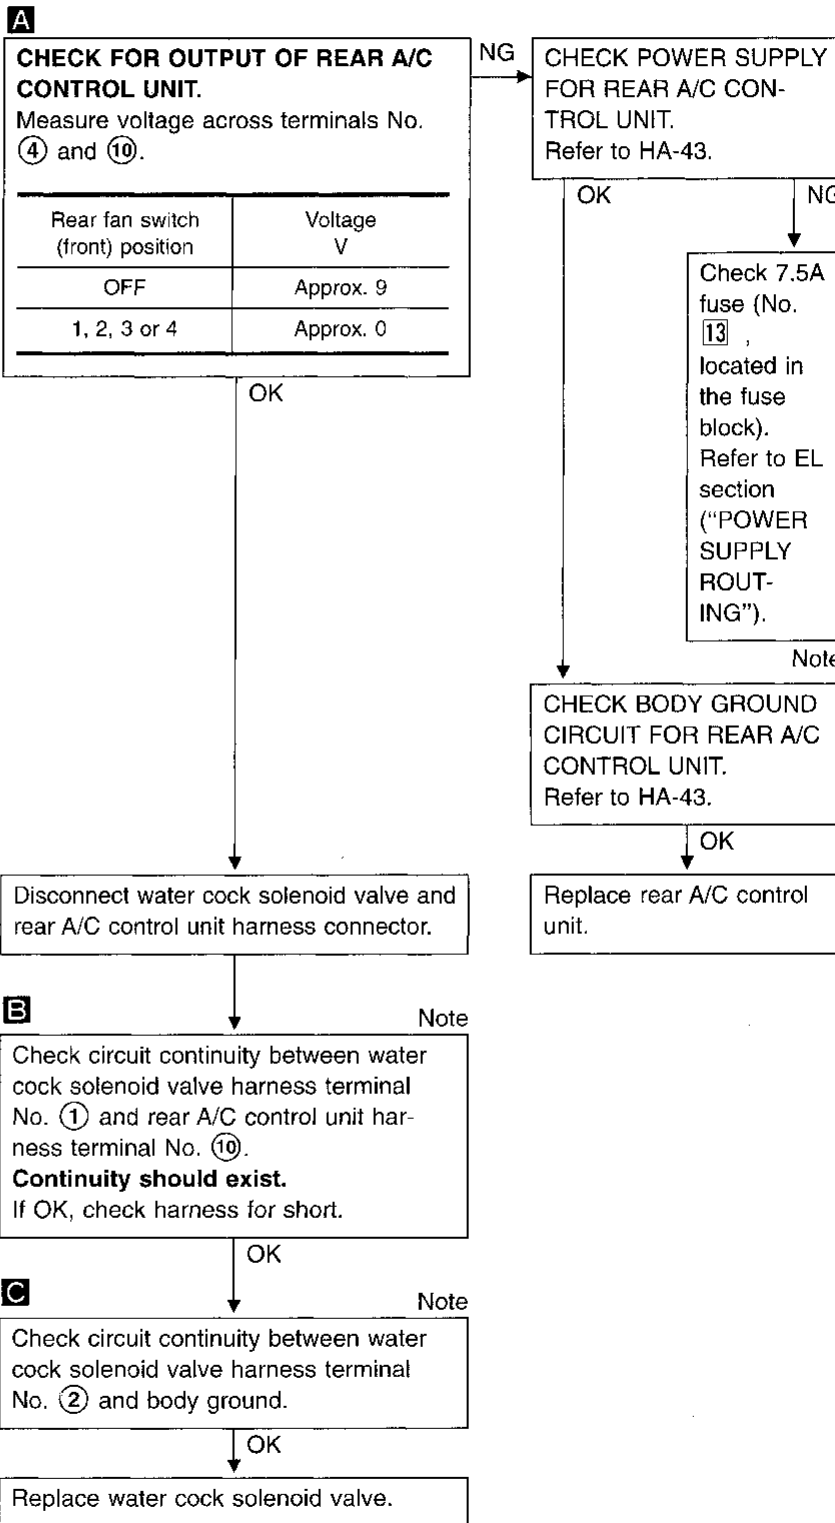 A
CHECK FOR OUTPUT OF REAR A/C
CONTROL UNIT.
Measure voltage across terminals No.
④ and ⑩.
Rear fan switch
(front) position
Voltage
V
OFF
Approx. 9
1, 2, 3 or 4
Approx. 0
NG
CHECK POWER SUPPLY
FOR REAR A/C CON-
TROL UNIT.
Refer to HA-43.
OK
NG
Check 7.5A
fuse (No.
13 ,
located in
the fuse
block).
Refer to EL
section
("POWER
SUPPLY
ROUT-
ING").
Note
OK
CHECK BODY GROUND
CIRCUIT FOR REAR A/C
CONTROL UNIT.
Refer to HA-43.
OK
Replace rear A/C control
unit.
Disconnect water cock solenoid valve and
rear A/C control unit harness connector.
B
Note
Check circuit continuity between water
cock solenoid valve harness terminal
No. ① and rear A/C control unit har-
ness terminal No. ⑩.
Continuity should exist.
If OK, check harness for short.
OK
C
Note
Check circuit continuity between water
cock solenoid valve harness terminal
No. ② and body ground.
OK
Replace water cock solenoid valve.